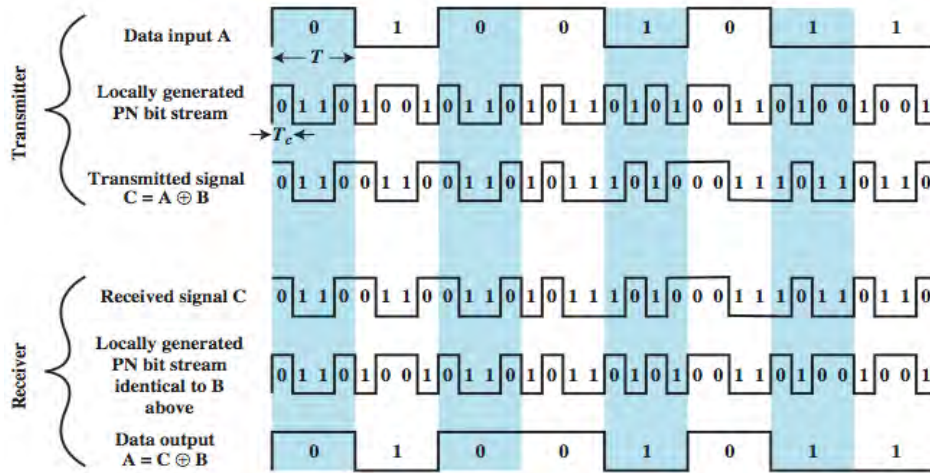 Transmitter
Data input A
0 1 0 0 1 0 1 1
T
Locally generated
PN bit stream
0 1 1 0 1 0 0 1 0 1 1 0 1 0 1 1 0 1 0 1 0 0 1 1 0 1 0 0 1 0 0 1
Tc
Transmitted signal
C = A ⊕ B
0 1 1 0 0 1 1 0 0 1 1 0 1 0 1 1 1 0 1 0 0 0 1 1 1 0 1 1 0 1 1 0
Receiver
Received signal C
0 1 1 0 0 1 1 0 0 1 1 0 1 0 1 1 1 0 1 0 0 0 1 1 1 0 1 1 0 1 1 0
Locally generated
PN bit stream
identical to B
above
0 1 1 0 1 0 0 1 0 1 1 0 1 0 1 1 0 1 0 1 0 0 1 1 0 1 0 0 1 0 0 1
Data output
A = C ⊕ B
0 1 0 0 1 0 1 1